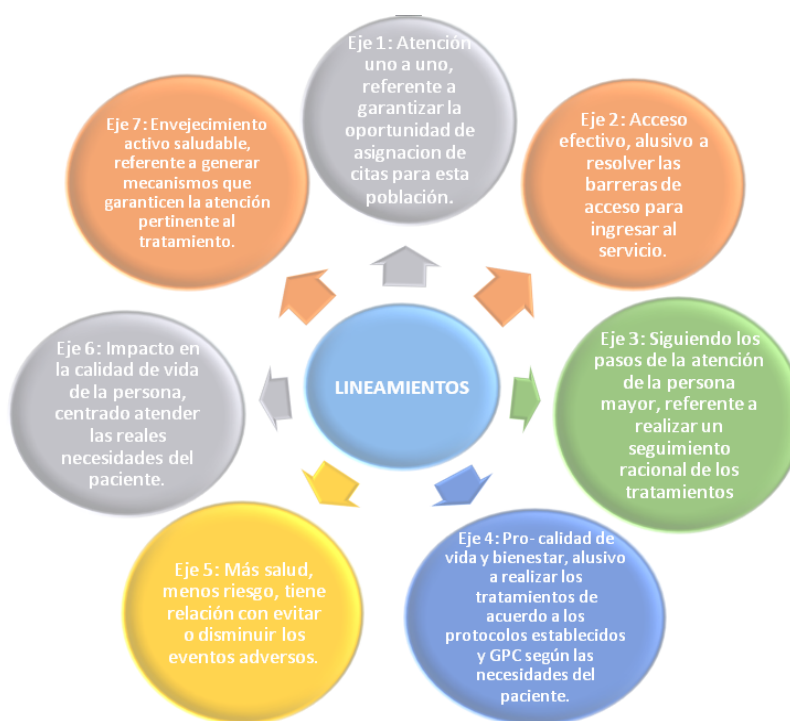 Eje 1: Atención
uno a uno,
referente a
garantizar la
oportunidad de
asignacion de
citas para esta
población.
Eje 2: Acceso
efectivo, alusivo a
resolver las
barreras de
acceso para
ingresar al
servicio.
Eje 3: Siguiendo los
pasos de la atención
de la persona
mayor, referente a
realizar un
seguimiento
racional de los
tratamientos
Eje 4: Pro- calidad de
vida y bienestar, alusivo
a realizar los
tratamientos de
acuerdo a los
protocolos establecidos
y GPC según las
necesidades del
paciente.
Eje 5: Más salud,
menos riesgo, tiene
relación con evitar
o disminuir los
eventos adversos.
Eje 6: Impacto en
la calidad de vida
de la persona,
centrado atender
las reales
necesidades del
paciente.
Eje 7: Envejecimiento
activo saludable,
referente a generar
mecanismos que
garanticen la atención
pertinente al
tratamiento.
LINEAMIENTOS